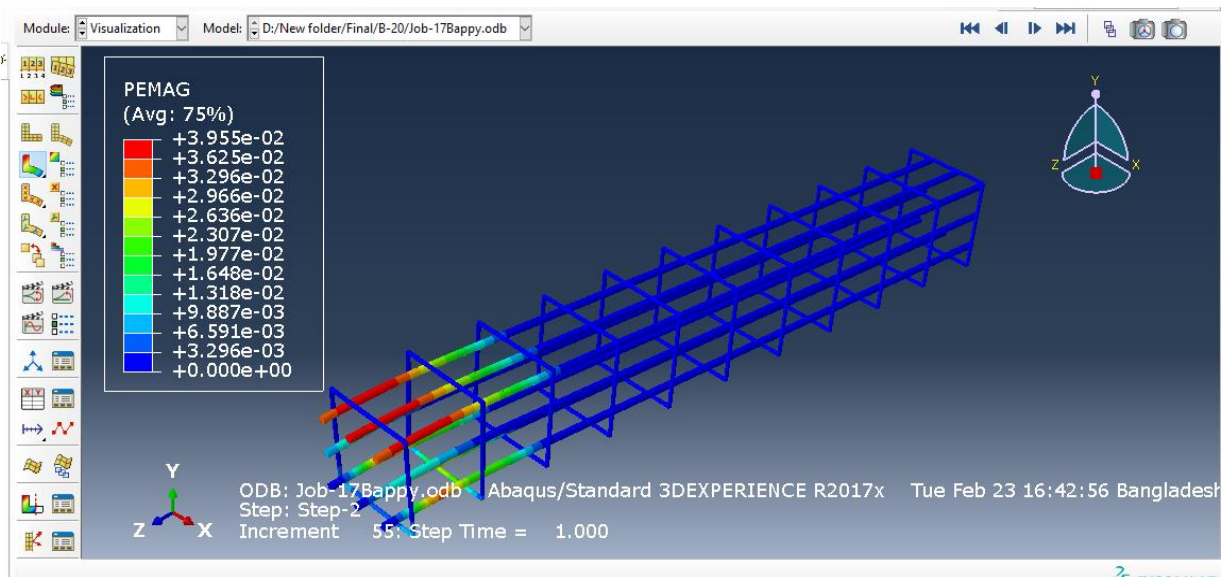 Module: Visualization Model: D:/New folder/Final/B-20/Job-17Bappy.odb
PEMAG
(Avg: 75%)
+3.955e-02
+3.625e-02
+3.296e-02
+2.966e-02
+2.636e-02
+2.307e-02
+1.977e-02
+1.648e-02
+1.318e-02
+9.887e-03
+6.591e-03
+3.296e-03
+0.000e+00
Y
Z X
Y
Z X
ODB: Job-17Bappy.odb Abaqus/Standard 3DEXPERIENCE R2017x Tue Feb 23 16:42:56 Bangladesh
Step: Step-2
Increment 55: Step Time = 1.000